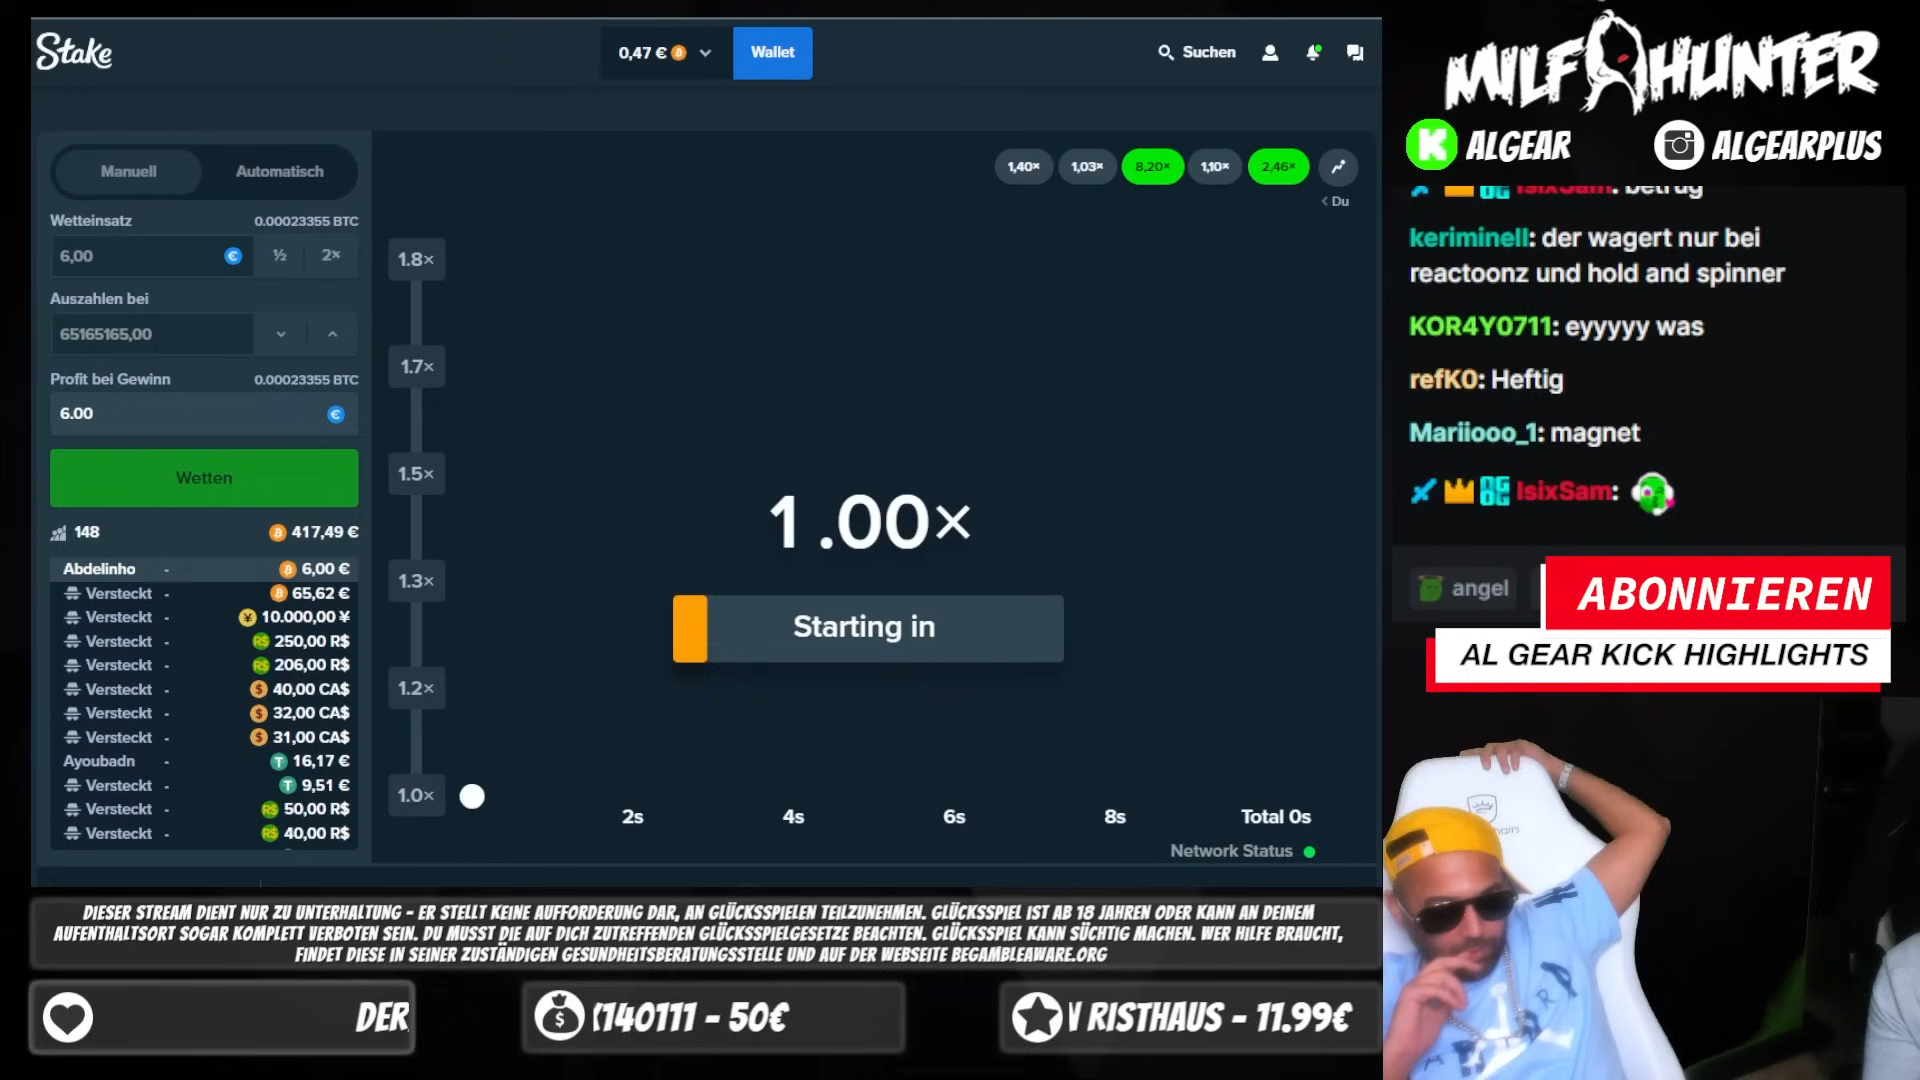 Stake
0,47 €
Wallet
Suchen
Manuell
Automatisch
Wetteinsatz
0.00023355 BTC
6,00
½
2×
Auszahlen bei
65165165,00
Profit bei Gewinn
0.00023355 BTC
6.00
Wetten
148
417,49 €
Abdelinho - 6,00 €
Versteckt - 65,62 €
Versteckt - 10.000,00 ¥
Versteckt - 250,00 R$
Versteckt - 206,00 R$
Versteckt - 40,00 CA$
Versteckt - 32,00 CA$
Versteckt - 31,00 CA$
Ayoubadn - 16,17 €
Versteckt - 9,51 €
Versteckt - 50,00 R$
Versteckt - 40,00 R$
1,40×
1,03×
8,20×
1,10×
2,46×
< Du
1.8×
1.7×
1.5×
1.3×
1.2×
1.0×
1.00×
Starting in
2s
4s
6s
8s
Total 0s
Network Status
MILF HUNTER
K ALGEAR
ALGEARPLUS
IsixSam: betrug
keriminell: der wagert nur bei
reactoonz und hold and spinner
KOR4Y0711: eyyyyy was
refK0: Heftig
Mariiooo_1: magnet
IsixSam:
angel
ABONNIEREN
AL GEAR KICK HIGHLIGHTS
DIESER STREAM DIENT NUR ZU UNTERHALTUNG - ER STELLT KEINE AUFFORDERUNG DAR, AN GLÜCKSSPIELEN TEILZUNEHMEN. GLÜCKSSPIEL IST AB 18 JAHREN ODER KANN AN DEINEM
AUFENTHALTSORT SOGAR KOMPLETT VERBOTEN SEIN. DU MUSST DIE AUF DICH ZUTREFFENDEN GLÜCKSSPIELGESETZE BEACHTEN. GLÜCKSSPIEL KANN SÜCHTIG MACHEN. WER HILFE BRAUCHT,
FINDET DIESE IN SEINER ZUSTÄNDIGEN GESUNDHEITSBERATUNGSSTELLE UND AUF DER WEBSEITE BEGAMBLEAWARE.ORG
DER
140111 - 50€
RISTHAUS - 11.99€